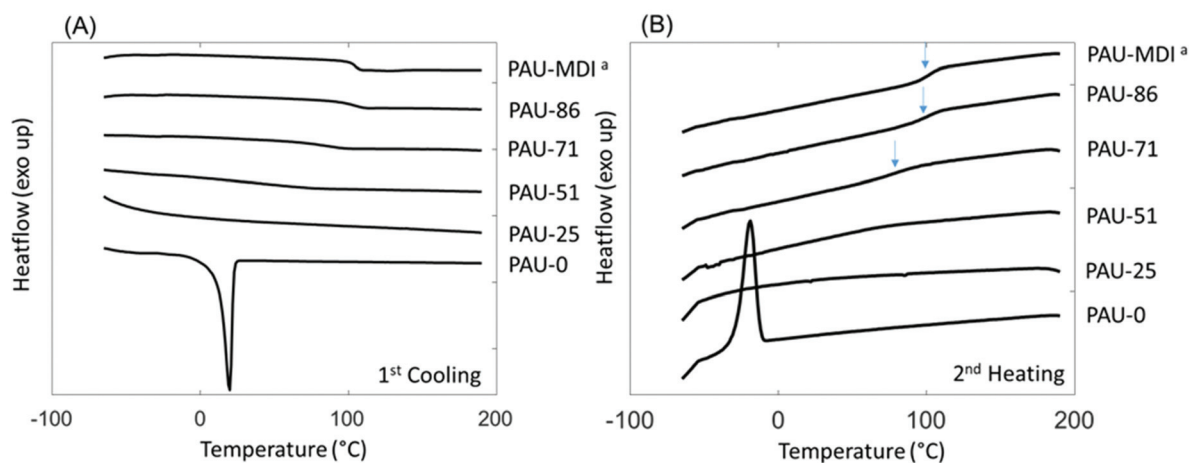 (A)
Heatflow (exo up)
PAU-MDI ª
PAU-86
PAU-71
PAU-51
PAU-25
PAU-0
1st Cooling
-100
0
100
200
Temperature (°C)
(B)
Heatflow (exo up)
PAU-MDI ª
PAU-86
PAU-71
PAU-51
PAU-25
PAU-0
2nd Heating
-100
0
100
200
Temperature (°C)